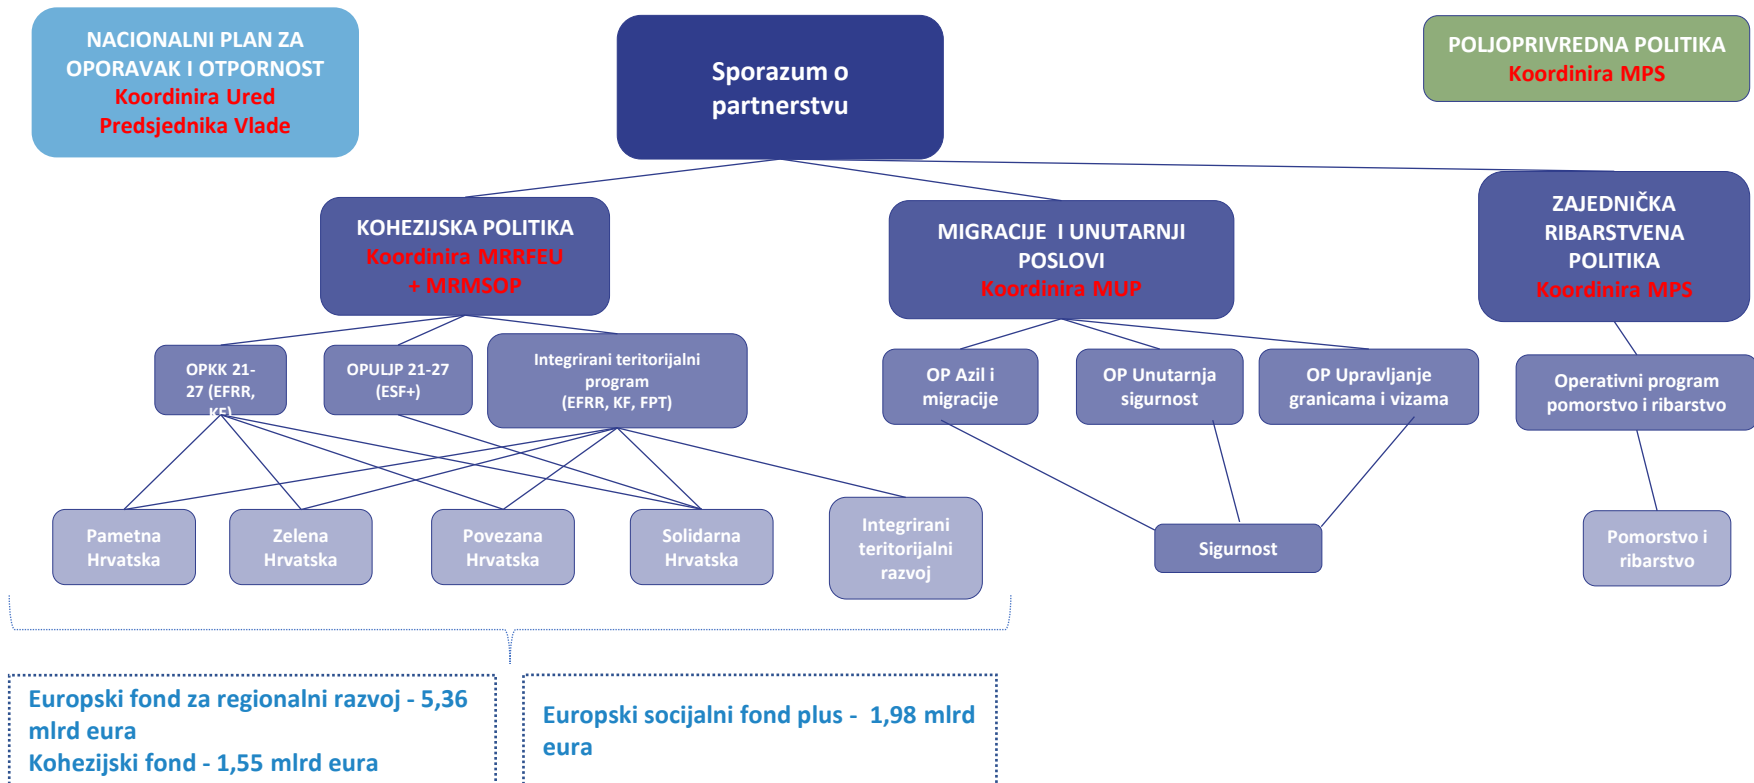 NACIONALNI PLAN ZA
OPORAVAK I OTPORNOST
Koordinira Ured
Predsjednika Vlade
Sporazum o
partnerstvu
POLJOPRIVREDNA POLITIKA
Koordinira MPS
KOHEZIJSKA POLITIKA
Koordinira MRRFEU
+ MRMSOP
MIGRACIJE I UNUTARNJI
POSLOVI
Koordinira MUP
ZAJEDNIČKA
RIBARSTVENA
POLITIKA
Koordinira MPS
OPKK 21-
27 (EFRR,
KF)
OPULJP 21-27
(ESF+)
Integrirani teritorijalni
program
(EFRR, KF, FPT)
OP Azil i
migracije
OP Unutarnja
sigurnost
OP Upravljanje
granicama i vizama
Operativni program
pomorstvo i ribarstvo
Pametna
Hrvatska
Zelena
Hrvatska
Povezana
Hrvatska
Solidarna
Hrvatska
Integrirani
teritorijalni
razvoj
Sigurnost
Pomorstvo i
ribarstvo
Europski fond za regionalni razvoj - 5,36
mlrd eura
Kohezijski fond - 1,55 mlrd eura
Europski socijalni fond plus - 1,98 mlrd
eura